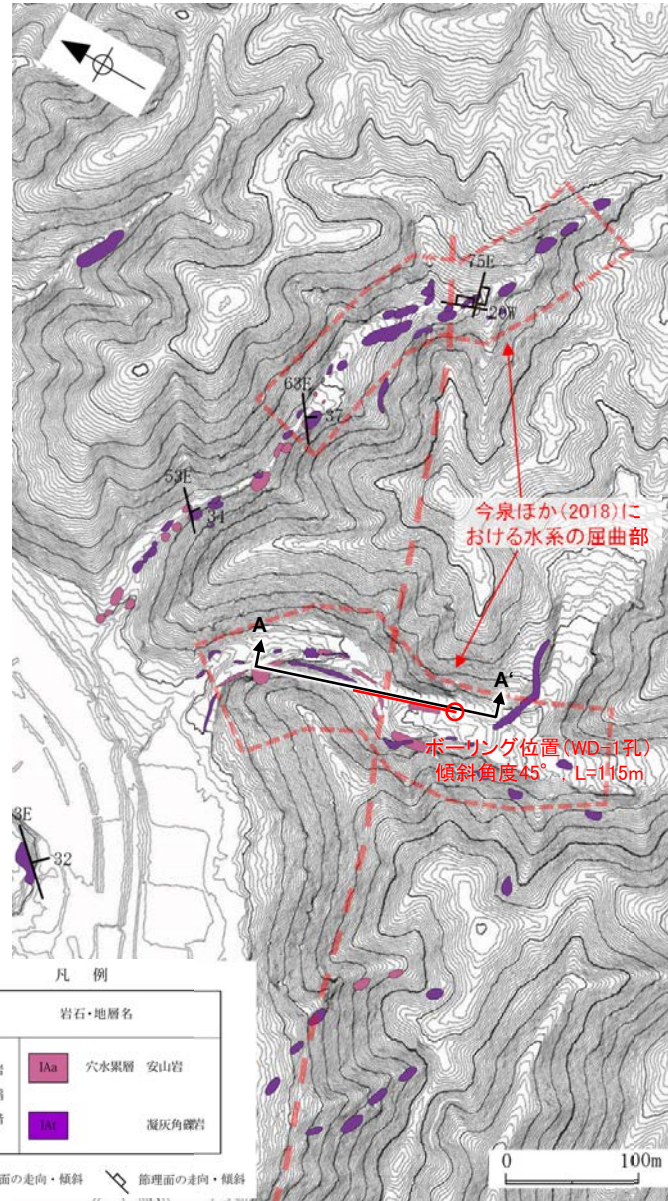 75E
20W
63E
37
53E
34
今泉ほか(2018)に
おける水系の屈曲部
A
A'
ボーリング位置(WD-1孔)
傾斜角度45°, L=115m
3E
32
凡 例
岩石・地層名
IAa 穴水累層 安山岩
IAt 凝灰角礫岩
面の走向・傾斜 節理面の走向・傾斜
0 100m